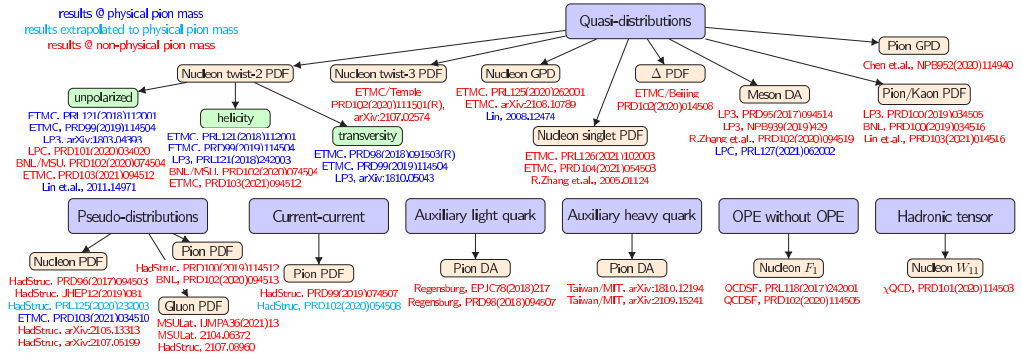 results @ physical pion mass
results extrapolated to physical pion mass
results @ non-physical pion mass
Quasi-distributions
Nucleon twist-2 PDF
unpolarized
ETMC. PRL121(2018)112001
ETMC, PRD99(2019)114504
LP3, arXiv:1803.04393
LPC, PRD101(2020)034020
BNL/MSU. PRD102(2020)074504
ETMC, PRD103(2021)094512
Lin et.al., 2011.14971
helicity
ETMC. PRL121(2018)112001
ETMC, PRD99(2019)114504
LP3, PRL121(2018)242003
BNL/MSU. PRD102(2020)074504
ETMC, PRD103(2021)094512
transversity
ETMC. PRD98(2018)091503(R)
ETMC, PRD99(2019)114504
LP3, arXiv:1810.05043
Nucleon twist-3 PDF
ETMC/Temple
PRD102(2020)111501(R),
arXiv:2107.02574
Nucleon GPD
ETMC. PRL125(2020)262001
ETMC. arXiv:2108.10789
Lin, 2008.12474
Nucleon singlet PDF
ETMC. PRL126(2021)102003
ETMC, PRD104(2021)054503
R.Zhang et.al., 2005.01124
Δ PDF
ETMC/Beijing
PRD102(2020)014508
Meson DA
LP3. PRD95(2017)094514
LP3, NPB939(2019)429
R.Zhang et.al., PRD102(2020)094519
LPC, PRL127(2021)062002
Pion GPD
Chen et.al., NPB952(2020)114940
Pion/Kaon PDF
LP3. PRD100(2019)034505
BNL, PRD100(2019)034516
Lin et.al., PRD103(2021)014516
Pseudo-distributions
Nucleon PDF
HadStruc. PRD96(2017)094503
HadStruc. JHEP12(2019)081
HadStruc, PRL125(2020)232003
ETMC. PRD103(2021)034510
HadStruc, arXiv:2105.13313
HadStruc, arXiv:2107.05199
Pion PDF
HadStruc. PRD100(2019)114512
BNL, PRD102(2020)094513
Gluon PDF
MSULat. IJMPA36(2021)13
MSULat. 2104.06372
HadStruc, 2107.08960
Current-current
Pion PDF
HadStruc, PRD99(2019)074507
HadStruc, PRD102(2020)054508
Auxiliary light quark
Pion DA
Regensburg, EPJC78(2018)217
Regensburg, PRD98(2018)094507
Auxiliary heavy quark
Pion DA
Taiwan/MIT, arXiv:1810.12194
Taiwan/MIT, arXiv:2109.15241
OPE without OPE
Nucleon F₁
QCDSF. PRL118(2017)242001
QCDSF, PRD102(2020)114505
Hadronic tensor
Nucleon W₁₁
χQCD, PRD101(2020)114503